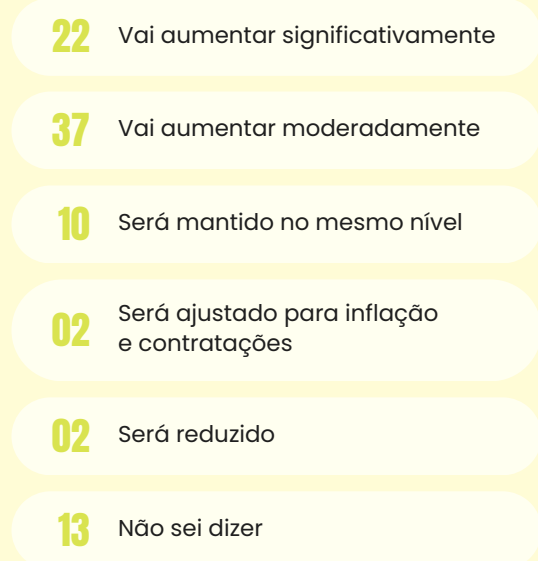 22 Vai aumentar significativamente
37 Vai aumentar moderadamente
10 Será mantido no mesmo nível
02 Será ajustado para inflação
e contratações
02 Será reduzido
13 Não sei dizer